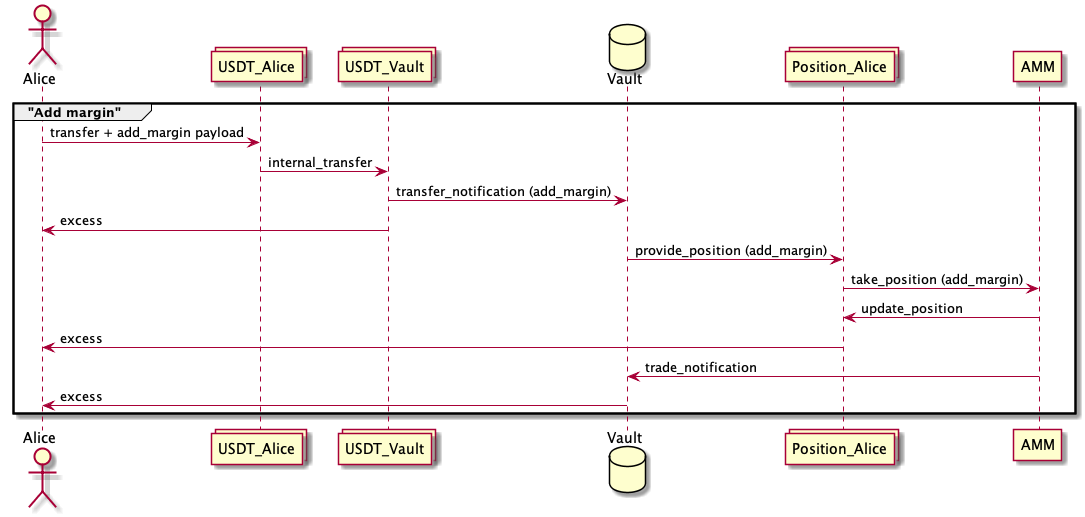 Alice
USDT_Alice
USDT_Vault
Vault
Position_Alice
AMM
"Add margin"
transfer + add_margin payload
internal_transfer
transfer_notification (add_margin)
excess
provide_position (add_margin)
take_position (add_margin)
update_position
excess
trade_notification
excess
Alice
USDT_Alice
USDT_Vault
Vault
Position_Alice
AMM